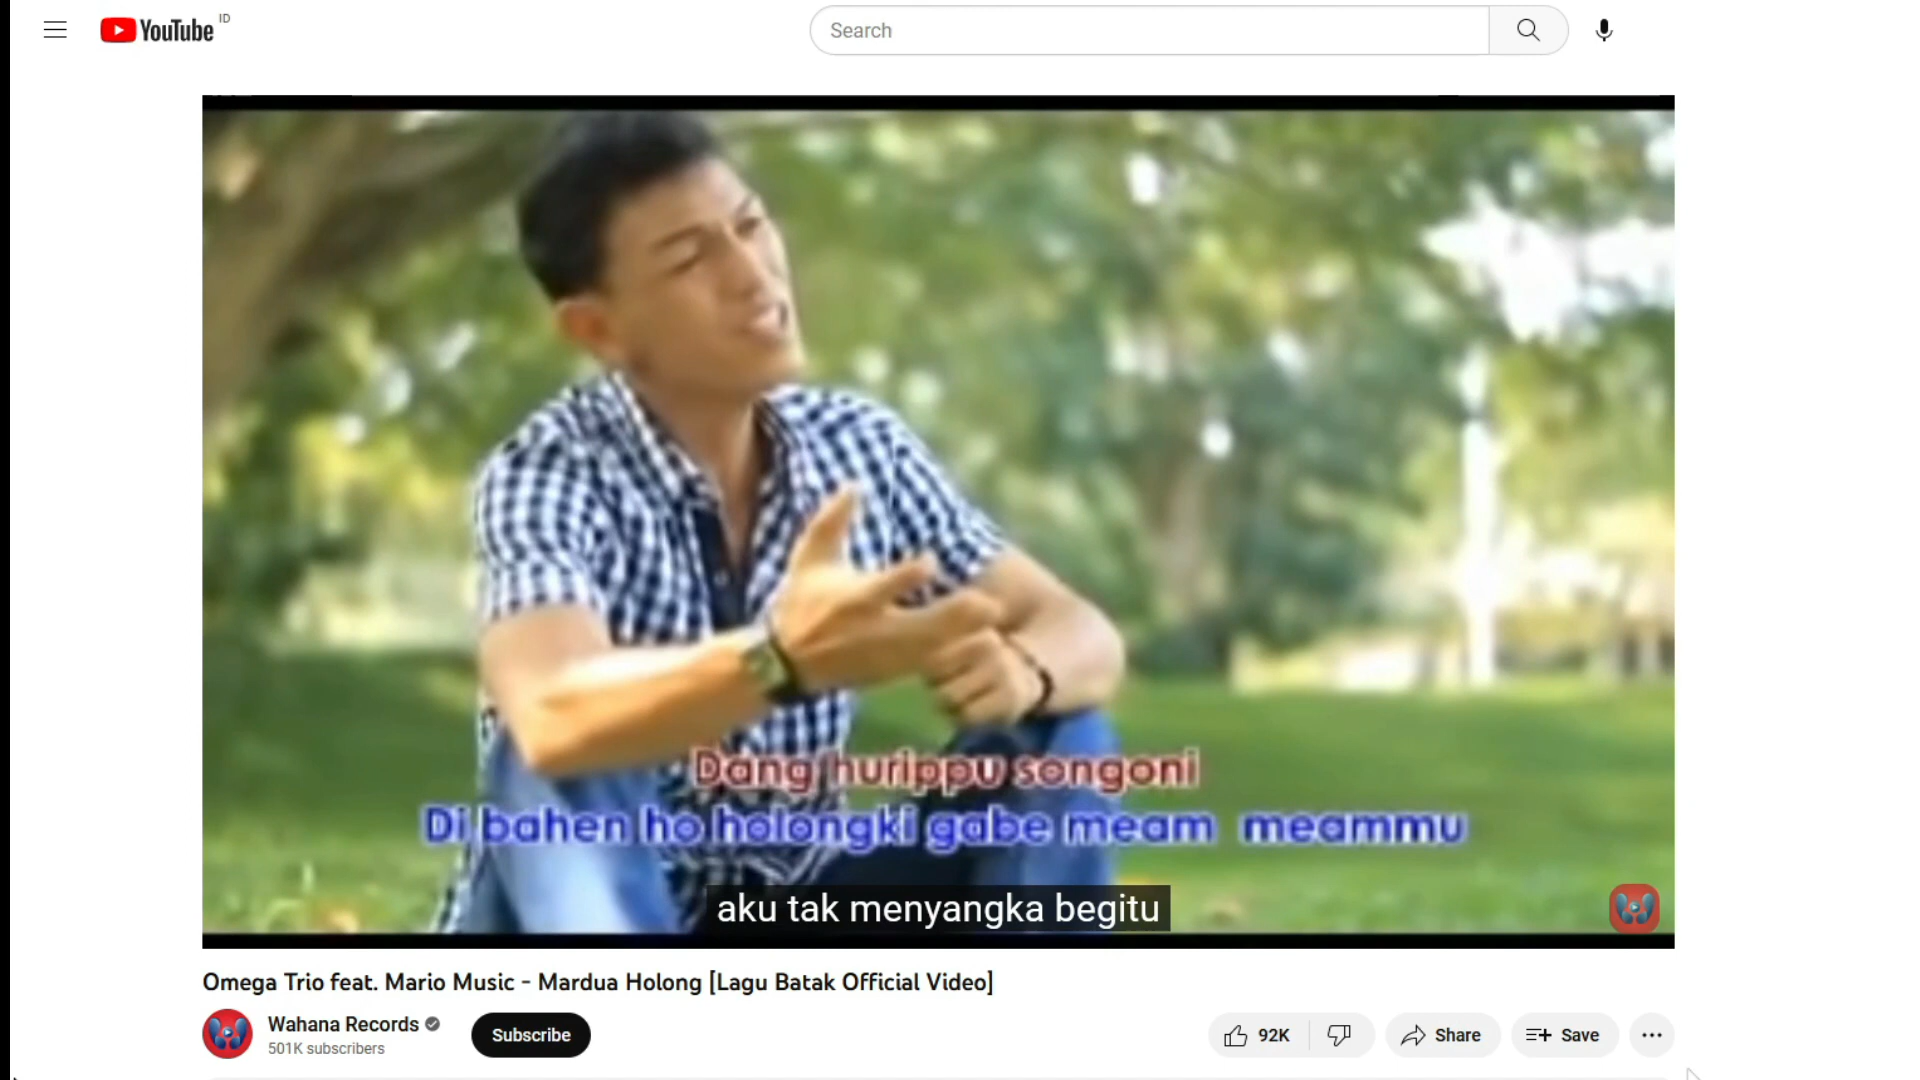 YouTube ID
Search
Dang hurippu songoni
Di bahen ho holongki gabe meam meammu
aku tak menyangka begitu
Omega Trio feat. Mario Music - Mardua Holong [Lagu Batak Official Video]
Wahana Records
501K subscribers
Subscribe
92K
Share
Save